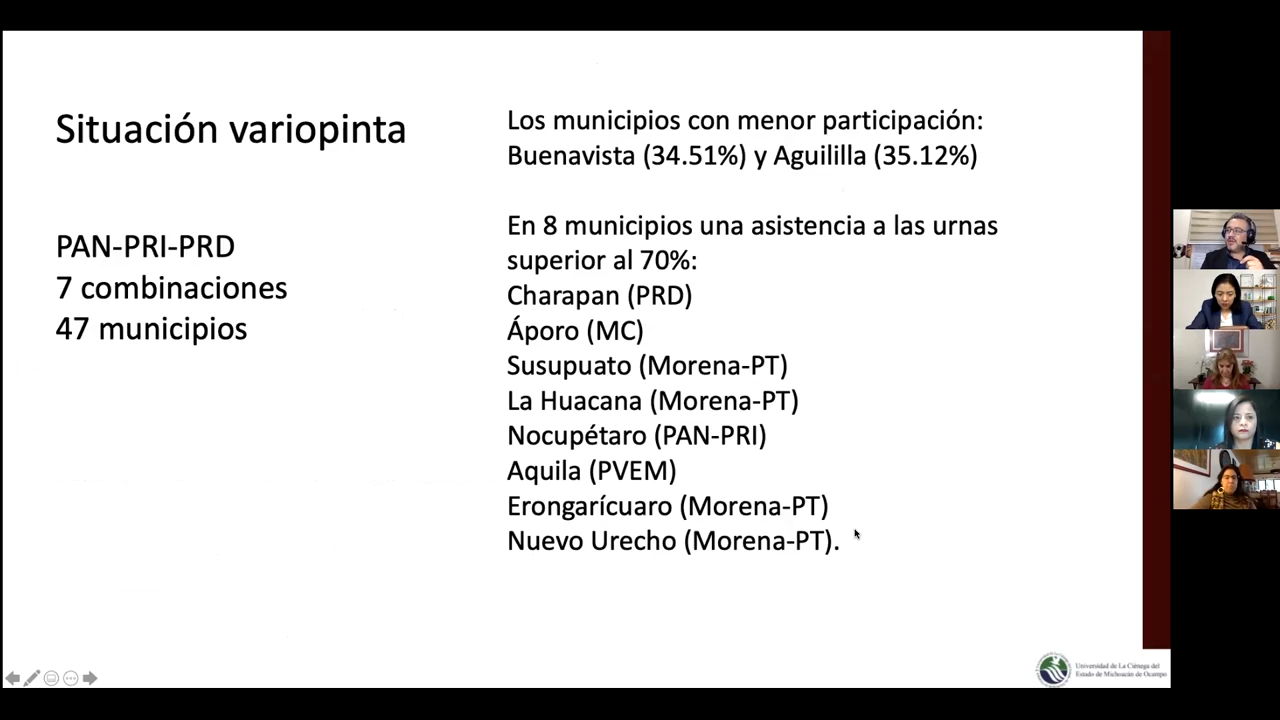 Situación variopinta
PAN-PRI-PRD
7 combinaciones
47 municipios
Los municipios con menor participación:
Buenavista (34.51%) y Aguililla (35.12%)
En 8 municipios una asistencia a las urnas
superior al 70%:
Charapan (PRD)
Áporo (MC)
Susupuato (Morena-PT)
La Huacana (Morena-PT)
Nocupétaro (PAN-PRI)
Aquila (PVEM)
Erongarícuaro (Morena-PT)
Nuevo Urecho (Morena-PT).
Universidad de La Ciénega del
Estado de Michoacán de Ocampo